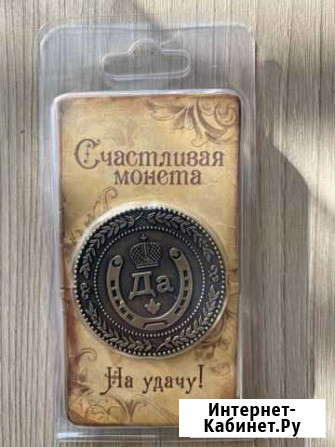 Счастливая
монета
Да
На удачу!
Интернет-
Кабинет.Ру